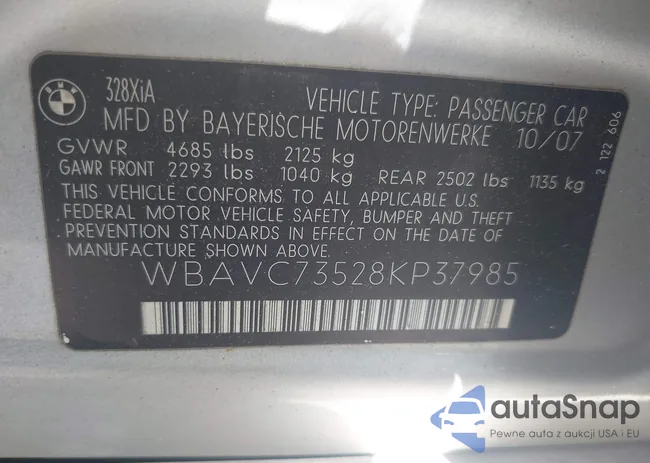 BMW
328XiA
VEHICLE TYPE: PASSENGER CAR
MFD BY BAYERISCHE MOTORENWERKE 10/07
GVWR 4685 lbs 2125 kg
GAWR FRONT 2293 lbs 1040 kg REAR 2502 lbs 1135 kg
THIS VEHICLE CONFORMS TO ALL APPLICABLE U.S.
FEDERAL MOTOR VEHICLE SAFETY, BUMPER AND THEFT
PREVENTION STANDARDS IN EFFECT ON THE DATE OF
MANUFACTURE SHOWN ABOVE.
WBAVC73528KP37985
2 122 606
autaSnap
Pewne auta z aukcji USA i EU